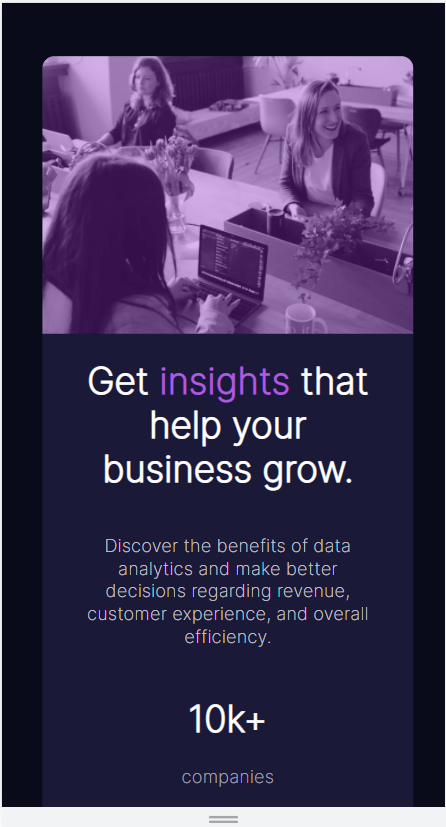 Get insights that
help your
business grow.
Discover the benefits of data
analytics and make better
decisions regarding revenue,
customer experience, and overall
efficiency.
10k+
companies